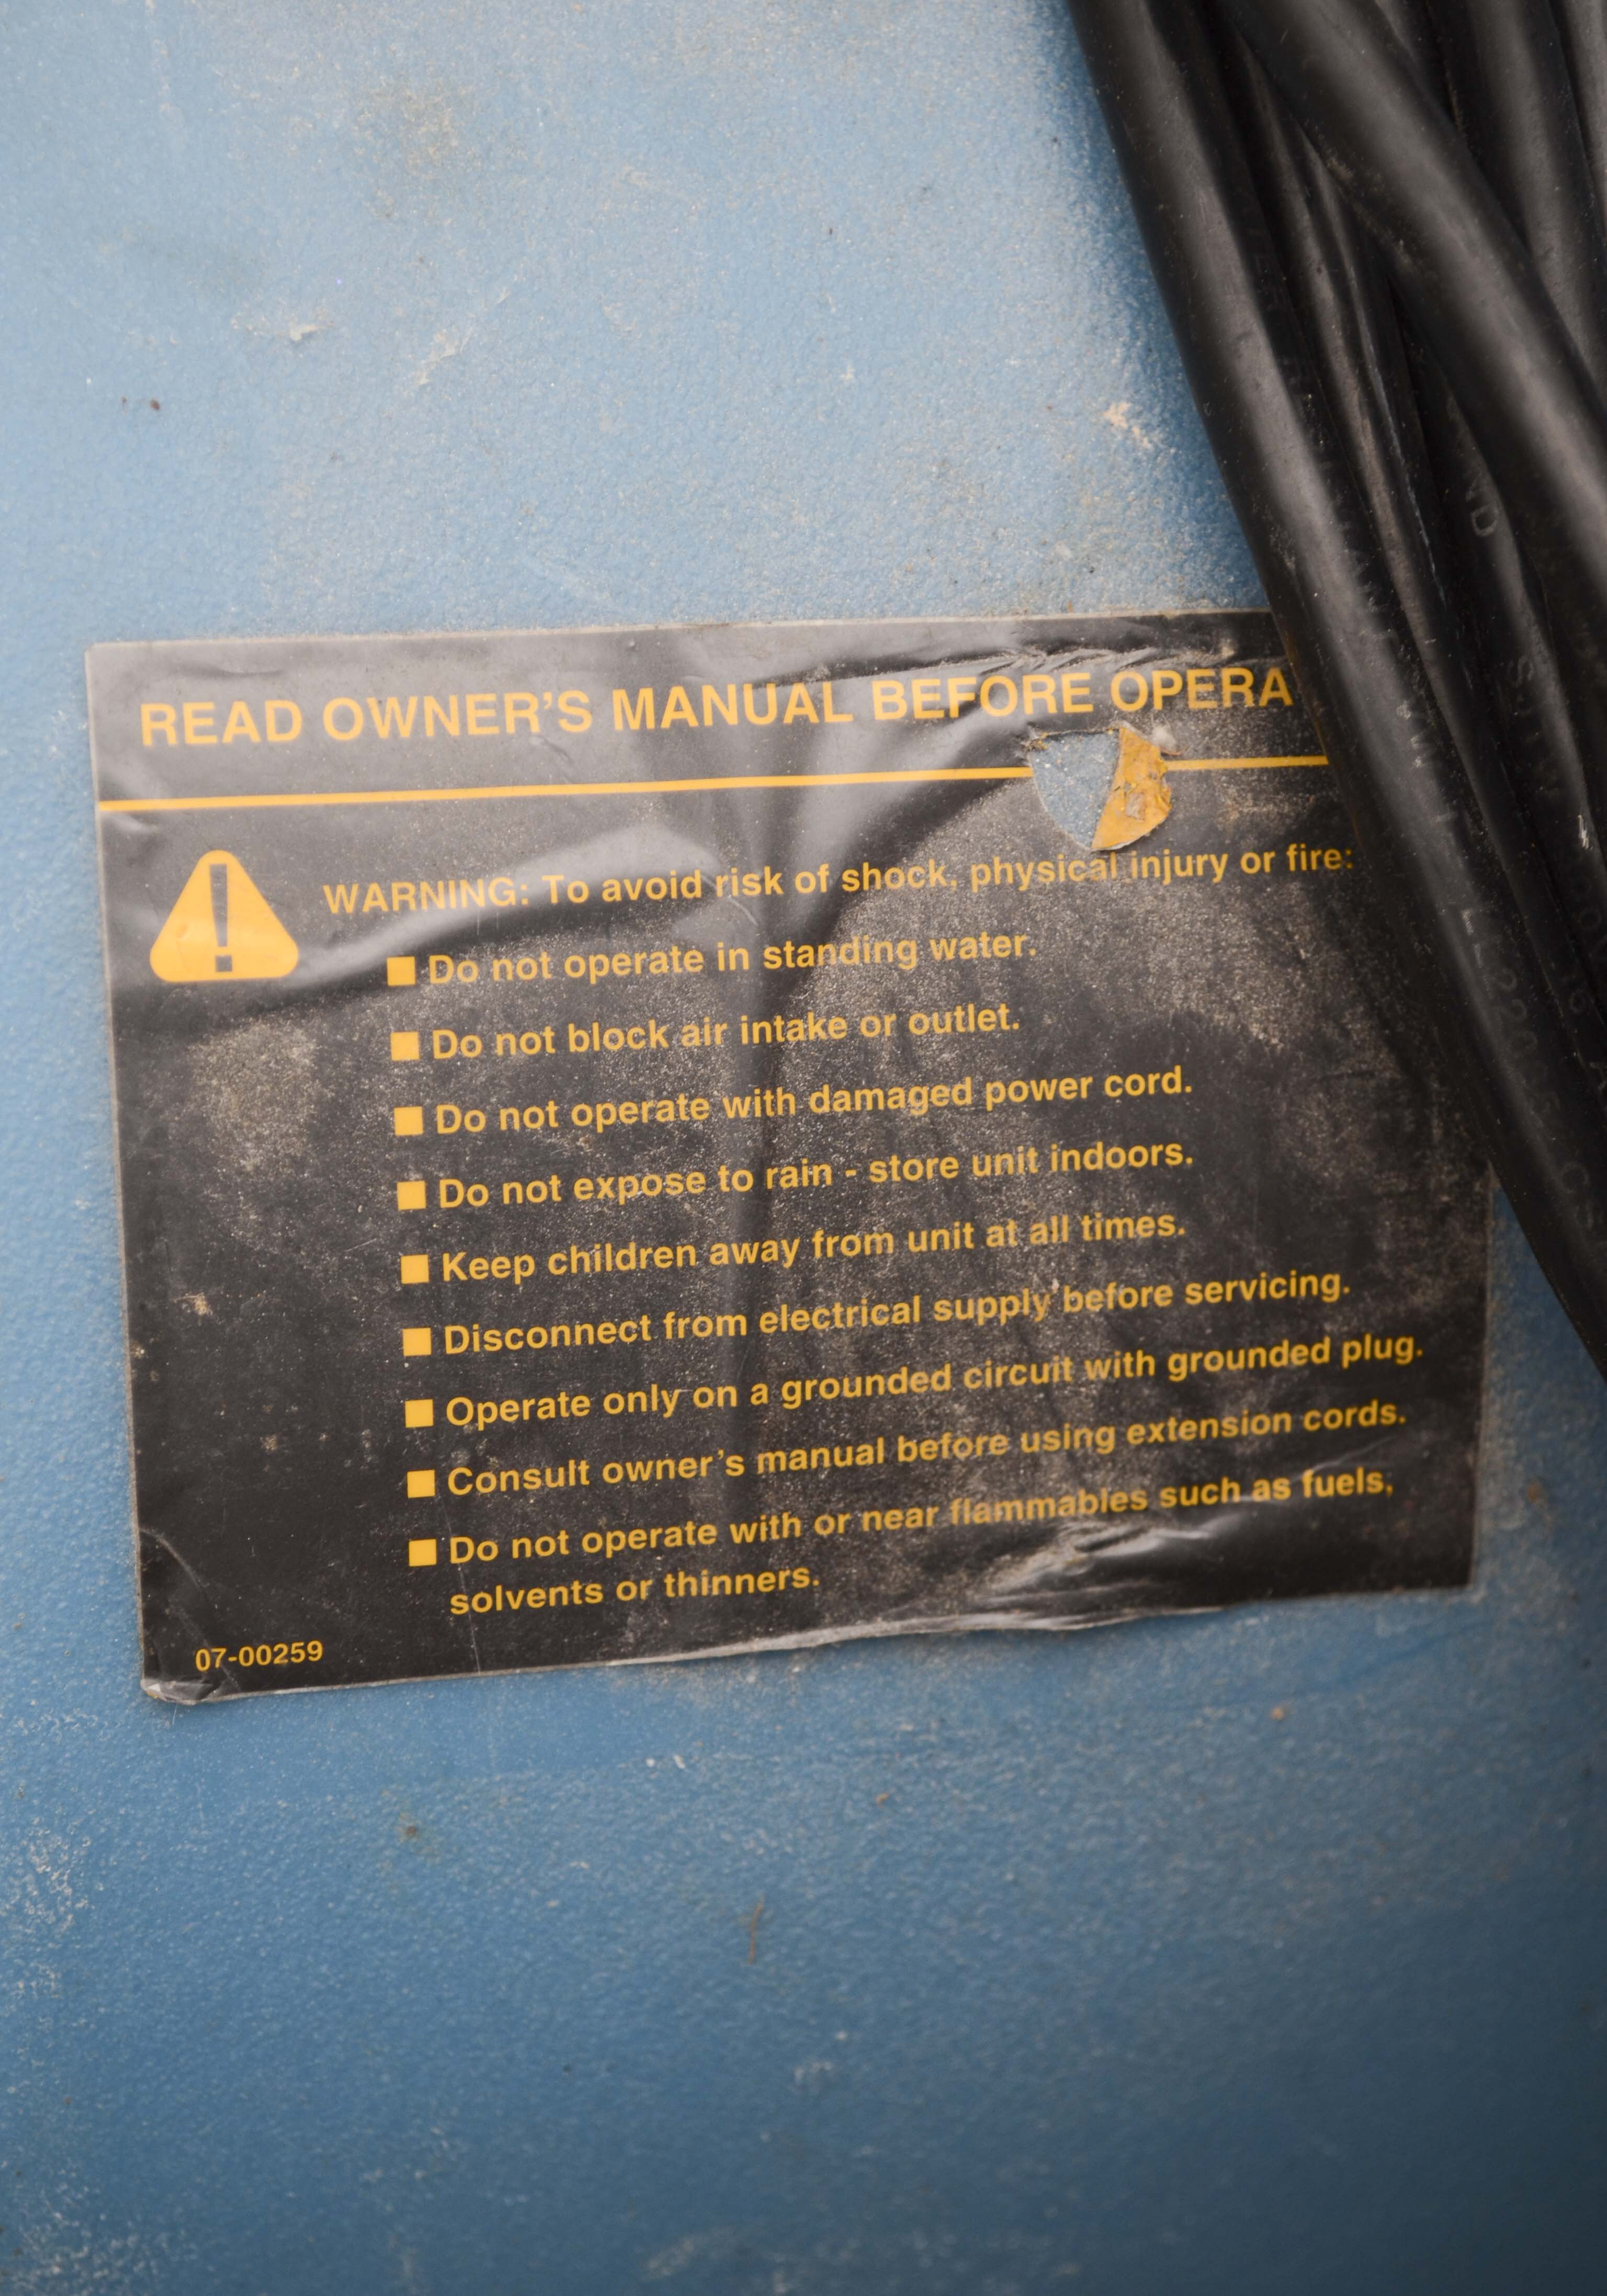 READ OWNER'S MANUAL BEFORE OPERA
WARNING: To avoid risk of shock, physical injury or fire:
Do not operate in standing water.
Do not block air intake or outlet.
Do not operate with damaged power cord.
Do not expose to rain - store unit indoors.
Keep children away from unit at all times.
Disconnect from electrical supply before servicing.
Operate only on a grounded circuit with grounded plug.
Consult owner's manual before using extension cords.
Do not operate with or near flammables such as fuels,
solvents or thinners.
07-00259